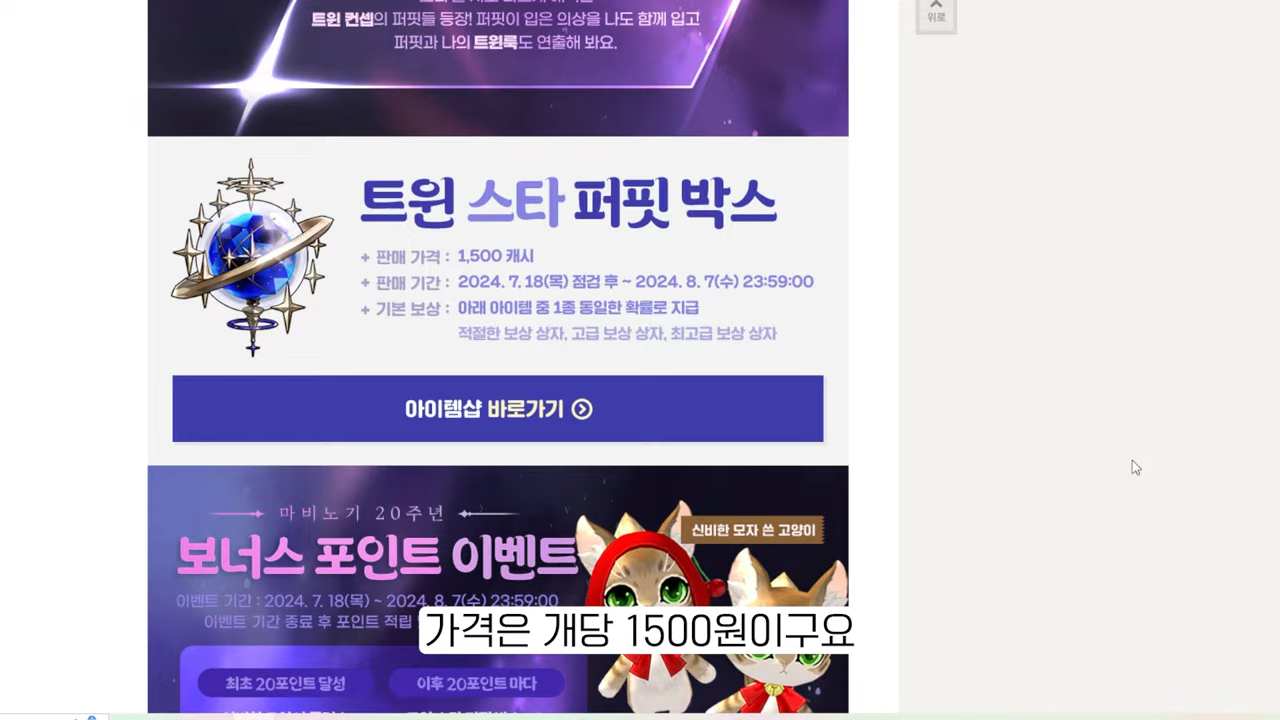 트윈 컨셉의 퍼핏들 등장! 퍼핏이 입은 의상을 나도 함께 입고
퍼핏과 나의 트윈룩도 연출해 봐요.
위로
트윈 스타 퍼핏 박스
+ 판매 가격 : 1,500 캐시
+ 판매 기간 : 2024. 7. 18(목) 점검 후 ~ 2024. 8. 7(수) 23:59:00
+ 기본 보상 : 아래 아이템 중 1종 동일한 확률로 지급
적절한 보상 상자, 고급 보상 상자, 최고급 보상 상자
아이템샵 바로가기
마비노기 20주년
신비한 모자 쓴 고양이
보너스 포인트 이벤트
이벤트 기간 : 2024. 7. 18(목) ~ 2024. 8. 7(수) 23:59:00
이벤트 기간 종료 후 포인트 적립
가격은 개당 1500원이구요
최초 20포인트 달성
이후 20포인트 마다